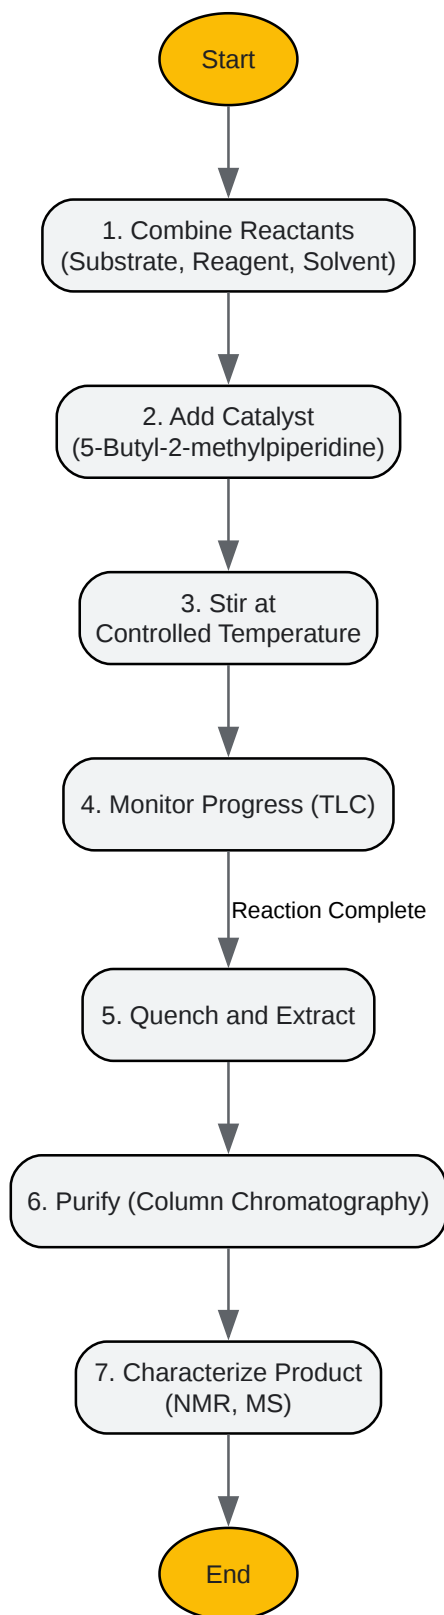 Start
1. Combine Reactants
(Substrate, Reagent, Solvent)
2. Add Catalyst
(5-Butyl-2-methylpiperidine)
3. Stir at
Controlled Temperature
4. Monitor Progress (TLC)
Reaction Complete
5. Quench and Extract
6. Purify (Column Chromatography)
7. Characterize Product
(NMR, MS)
End